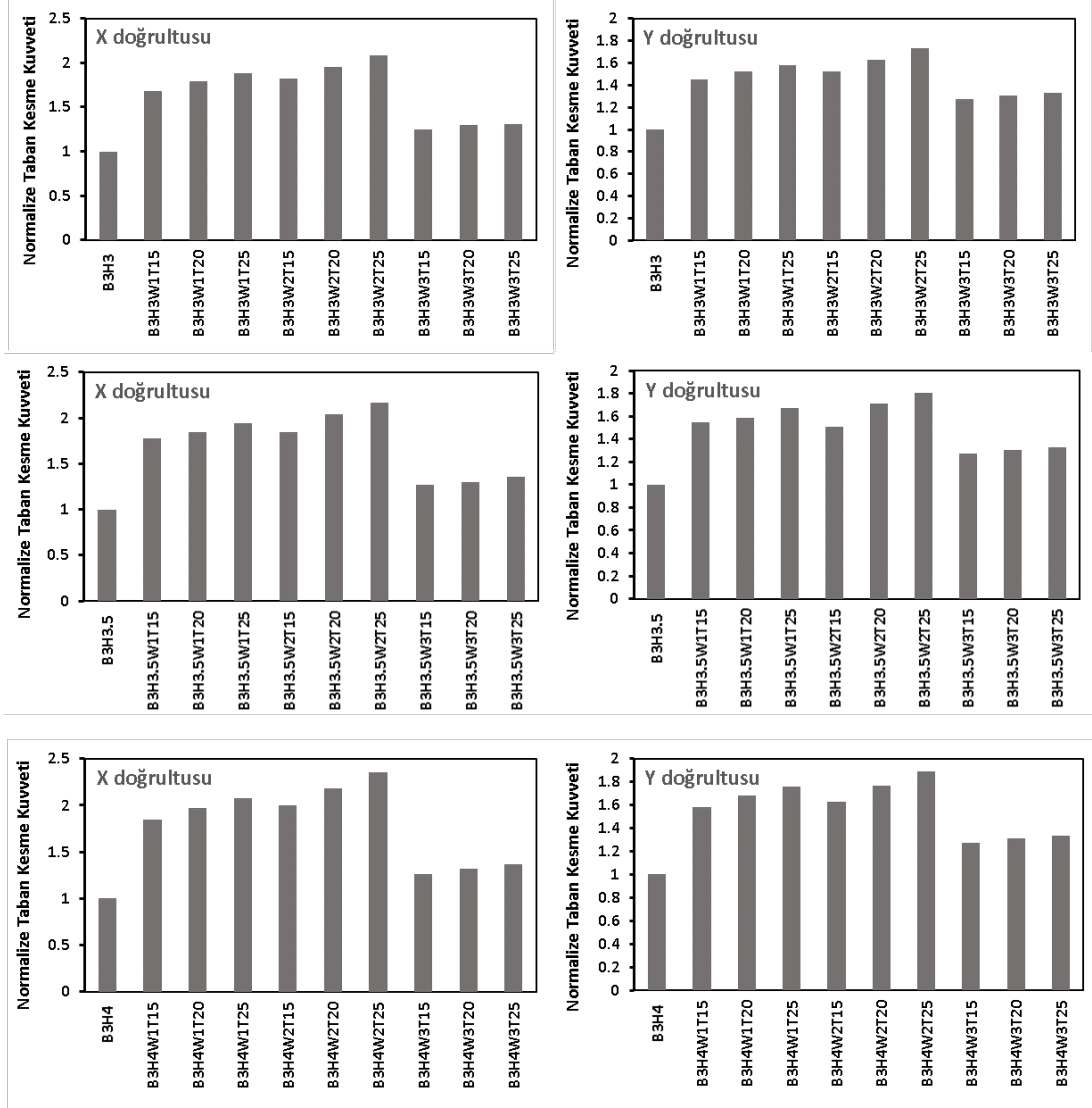 X doğrultusu
Normalize Taban Kesme Kuvveti
2.5
2
1.5
1
0.5
0
B3H3
B3H3W1T15
B3H3W1T20
B3H3W1T25
B3H3W2T15
B3H3W2T20
B3H3W2T25
B3H3W3T15
B3H3W3T20
B3H3W3T25
Y doğrultusu
Normalize Taban Kesme Kuvveti
2
1.8
1.6
1.4
1.2
1
0.8
0.6
0.4
0.2
0
B3H3
B3H3W1T15
B3H3W1T20
B3H3W1T25
B3H3W2T15
B3H3W2T20
B3H3W2T25
B3H3W3T15
B3H3W3T20
B3H3W3T25
X doğrultusu
Normalize Taban Kesme Kuvveti
2.5
2
1.5
1
0.5
0
B3H3.5
B3H3.5W1T15
B3H3.5W1T20
B3H3.5W1T25
B3H3.5W2T15
B3H3.5W2T20
B3H3.5W2T25
B3H3.5W3T15
B3H3.5W3T20
B3H3.5W3T25
Y doğrultusu
Normalize Taban Kesme Kuvveti
2
1.8
1.6
1.4
1.2
1
0.8
0.6
0.4
0.2
0
B3H3.5
B3H3.5W1T15
B3H3.5W1T20
B3H3.5W1T25
B3H3.5W2T15
B3H3.5W2T20
B3H3.5W2T25
B3H3.5W3T15
B3H3.5W3T20
B3H3.5W3T25
X doğrultusu
Normalize Taban Kesme Kuvveti
2.5
2
1.5
1
0.5
0
B3H4
B3H4W1T15
B3H4W1T20
B3H4W1T25
B3H4W2T15
B3H4W2T20
B3H4W2T25
B3H4W3T15
B3H4W3T20
B3H4W3T25
Y doğrultusu
Normalize Taban Kesme Kuvveti
2
1.8
1.6
1.4
1.2
1
0.8
0.6
0.4
0.2
0
B3H4
B3H4W1T15
B3H4W1T20
B3H4W1T25
B3H4W2T15
B3H4W2T20
B3H4W2T25
B3H4W3T15
B3H4W3T20
B3H4W3T25